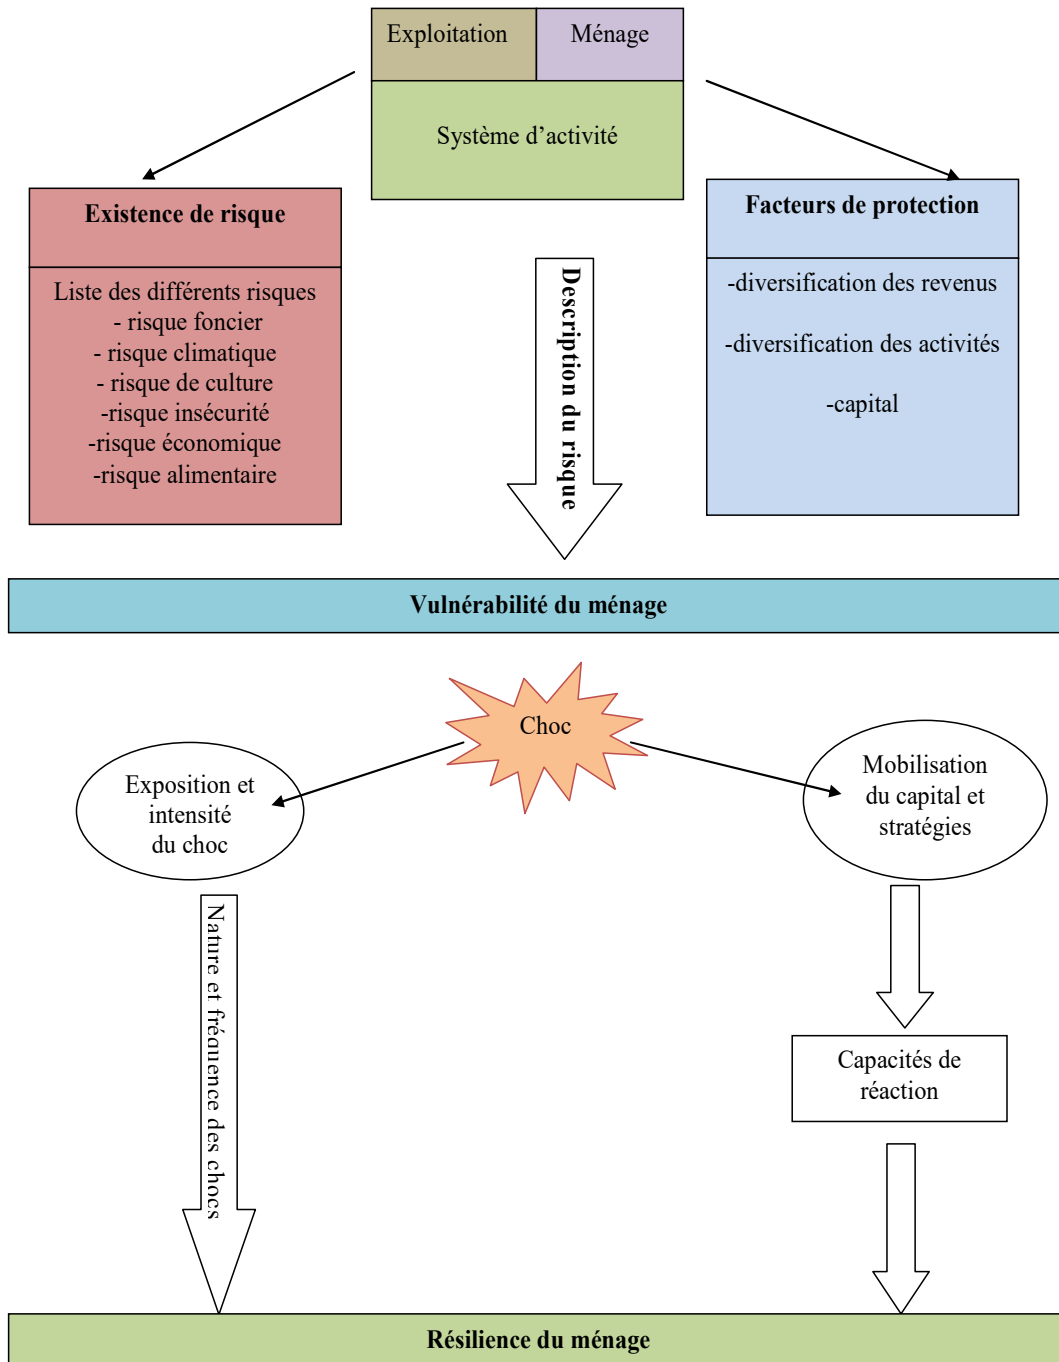 Exploitation
Ménage
Système d’activité
Existence de risque
Liste des différents risques
- risque foncier
- risque climatique
- risque de culture
-risque insécurité
-risque économique
-risque alimentaire
Description du risque
Facteurs de protection
-diversification des revenus
-diversification des activités
-capital
Vulnérabilité du ménage
Choc
Exposition et
intensité
du choc
Mobilisation
du capital et
stratégies
Nature et fréquence des chocs
Capacités de
réaction
Résilience du ménage